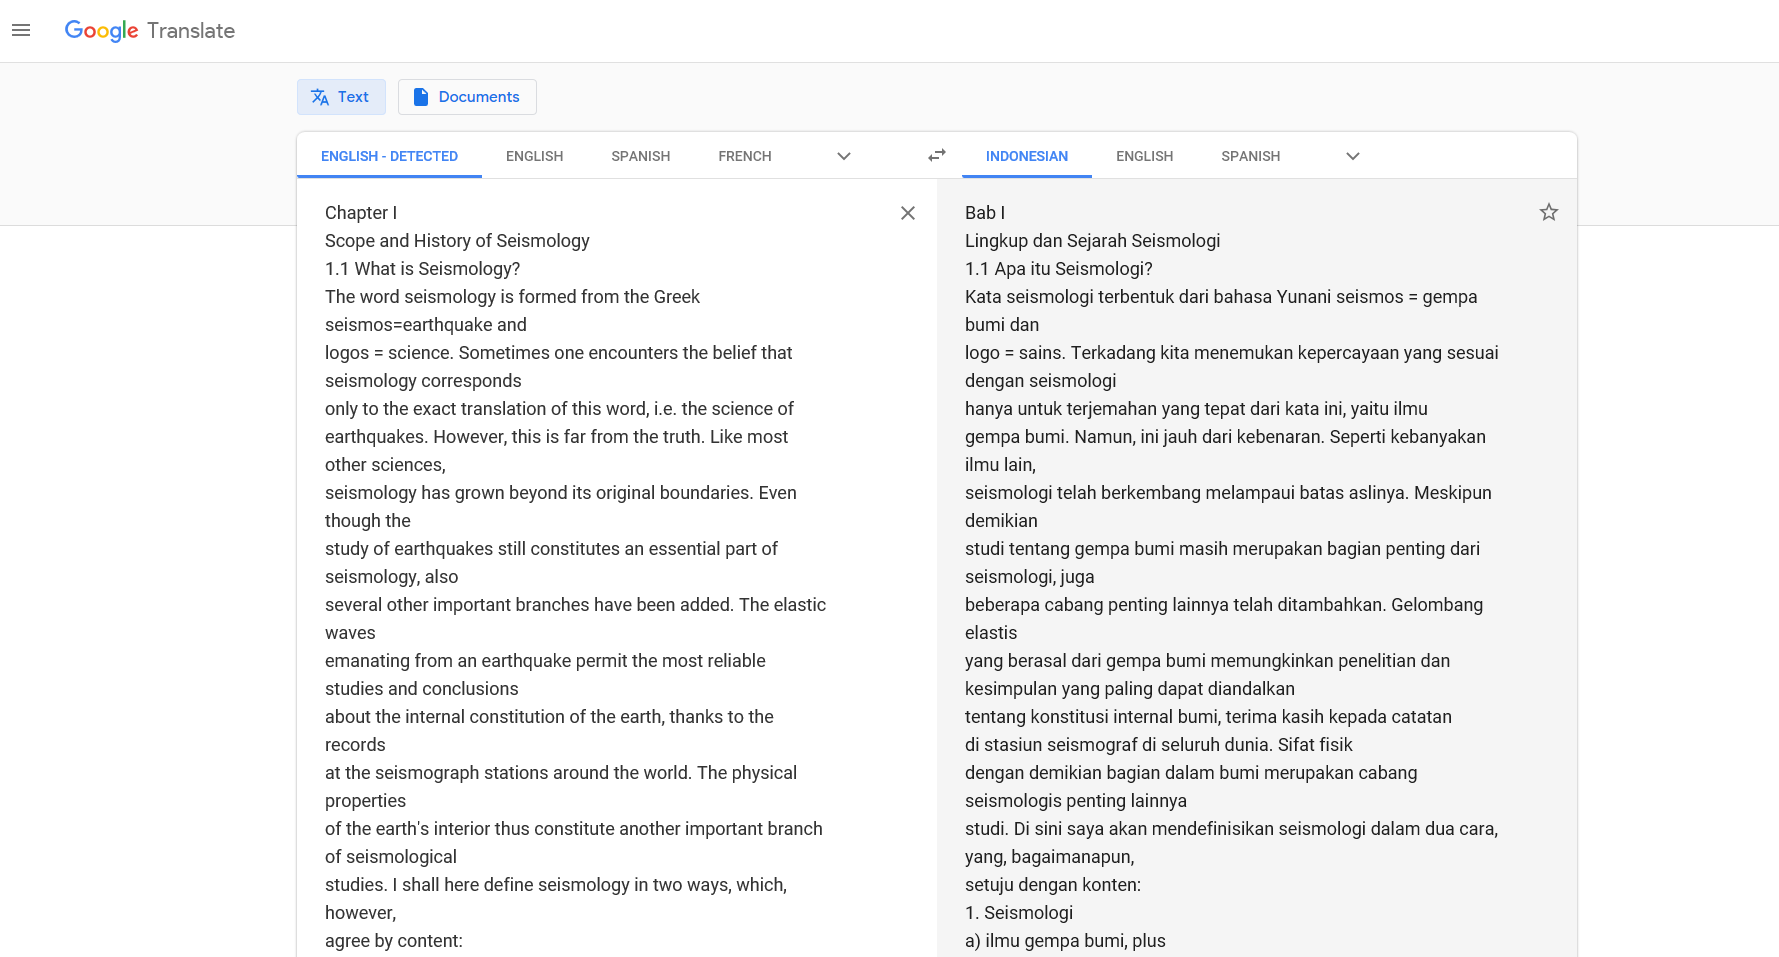 Google Translate
Text
Documents
ENGLISH - DETECTED
ENGLISH
SPANISH
FRENCH
INDONESIAN
ENGLISH
SPANISH
Chapter I
Scope and History of Seismology
1.1 What is Seismology?
The word seismology is formed from the Greek
seismos=earthquake and
logos = science. Sometimes one encounters the belief that
seismology corresponds
only to the exact translation of this word, i.e. the science of
earthquakes. However, this is far from the truth. Like most
other sciences,
seismology has grown beyond its original boundaries. Even
though the
study of earthquakes still constitutes an essential part of
seismology, also
several other important branches have been added. The elastic
waves
emanating from an earthquake permit the most reliable
studies and conclusions
about the internal constitution of the earth, thanks to the
records
at the seismograph stations around the world. The physical
properties
of the earth's interior thus constitute another important branch
of seismological
studies. I shall here define seismology in two ways, which,
however,
agree by content:
Bab I
Lingkup dan Sejarah Seismologi
1.1 Apa itu Seismologi?
Kata seismologi terbentuk dari bahasa Yunani seismos = gempa
bumi dan
logo = sains. Terkadang kita menemukan kepercayaan yang sesuai
dengan seismologi
hanya untuk terjemahan yang tepat dari kata ini, yaitu ilmu
gempa bumi. Namun, ini jauh dari kebenaran. Seperti kebanyakan
ilmu lain,
seismologi telah berkembang melampaui batas aslinya. Meskipun
demikian
studi tentang gempa bumi masih merupakan bagian penting dari
seismologi, juga
beberapa cabang penting lainnya telah ditambahkan. Gelombang
elastis
yang berasal dari gempa bumi memungkinkan penelitian dan
kesimpulan yang paling dapat diandalkan
tentang konstitusi internal bumi, terima kasih kepada catatan
di stasiun seismograf di seluruh dunia. Sifat fisik
dengan demikian bagian dalam bumi merupakan cabang
seismologis penting lainnya
studi. Di sini saya akan mendefinisikan seismologi dalam dua cara,
yang, bagaimanapun,
setuju dengan konten:
1. Seismologi
a) ilmu gempa bumi, plus